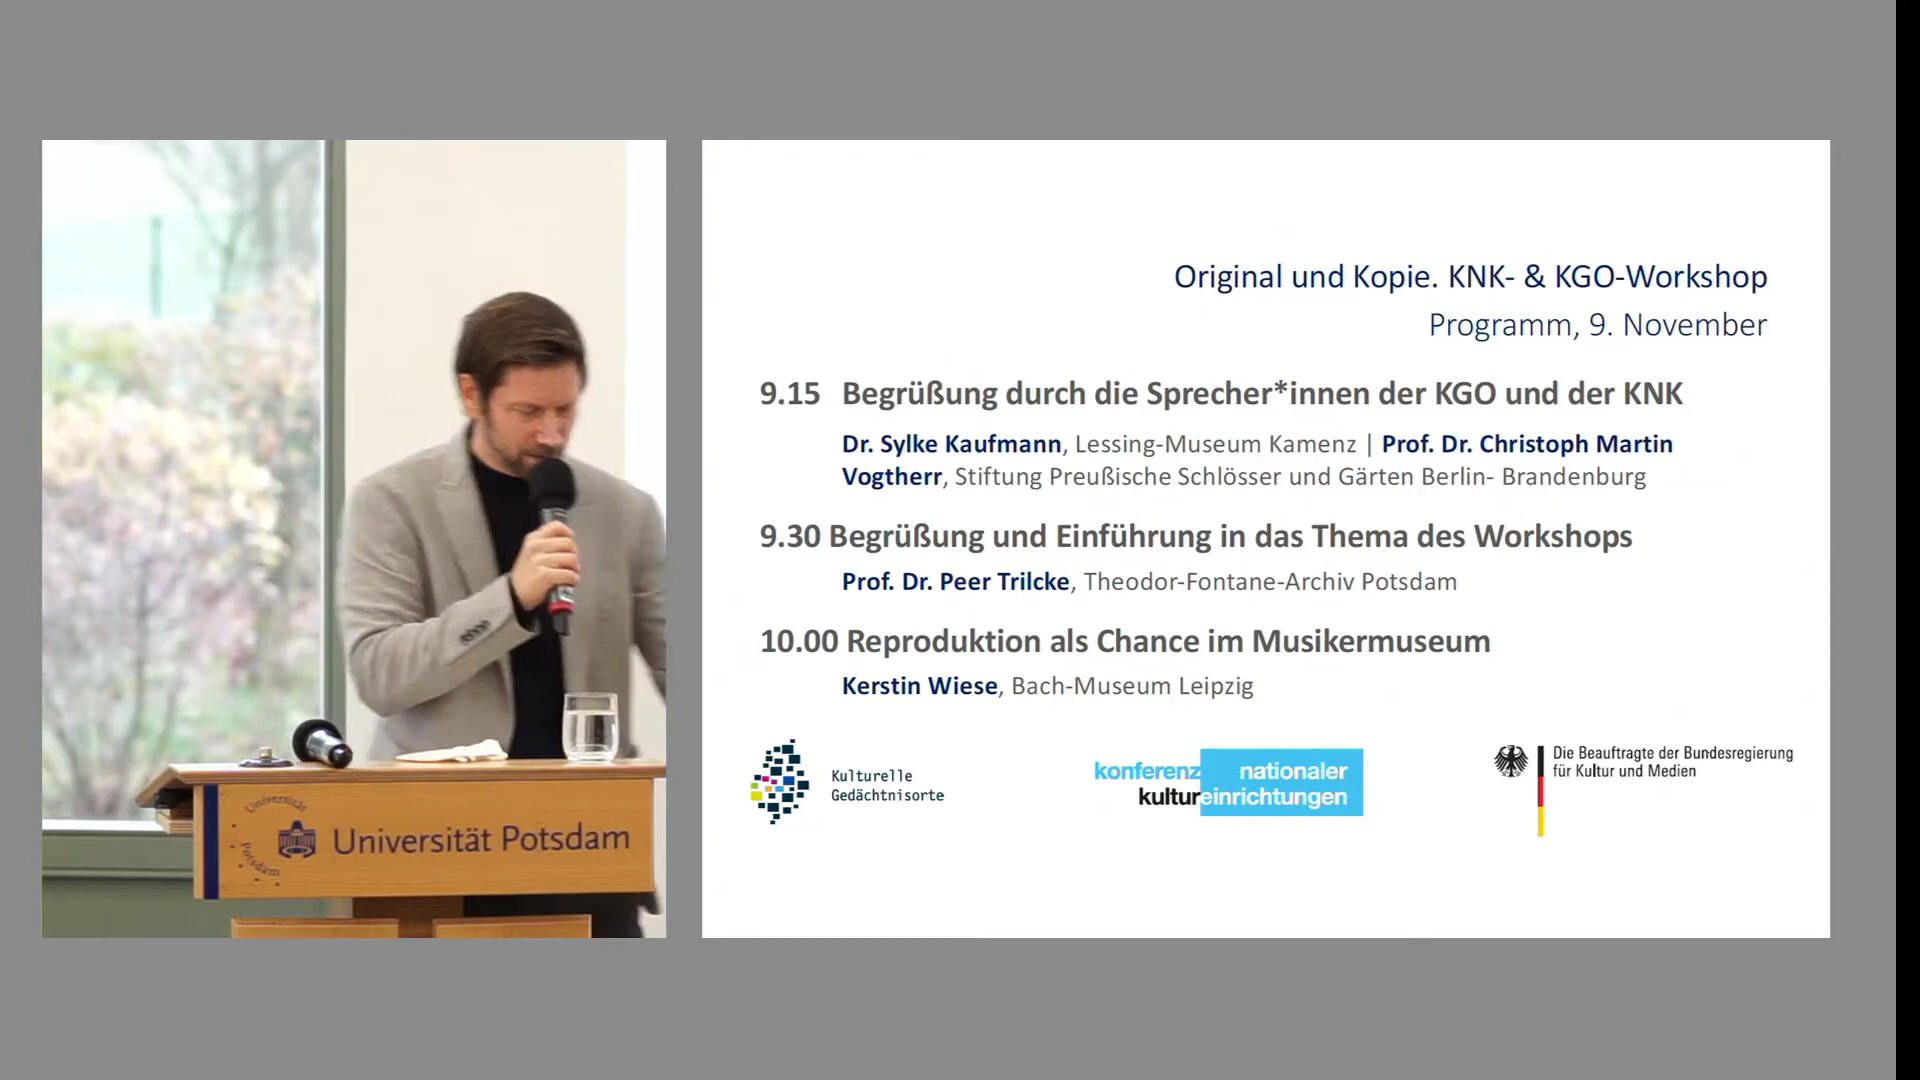 Original und Kopie. KNK- & KGO-Workshop
Programm, 9. November
9.15 Begrüßung durch die Sprecher*innen der KGO und der KNK
Dr. Sylke Kaufmann, Lessing-Museum Kamenz | Prof. Dr. Christoph Martin
Vogtherr, Stiftung Preußische Schlösser und Gärten Berlin- Brandenburg
9.30 Begrüßung und Einführung in das Thema des Workshops
Prof. Dr. Peer Trilcke, Theodor-Fontane-Archiv Potsdam
10.00 Reproduktion als Chance im Musikermuseum
Kerstin Wiese, Bach-Museum Leipzig
Kulturelle
Gedächtnisorte
konferenz nationaler
kultureinrichtungen
Die Beauftragte der Bundesregierung
für Kultur und Medien
Universität
Potsdam
Universität Potsdam